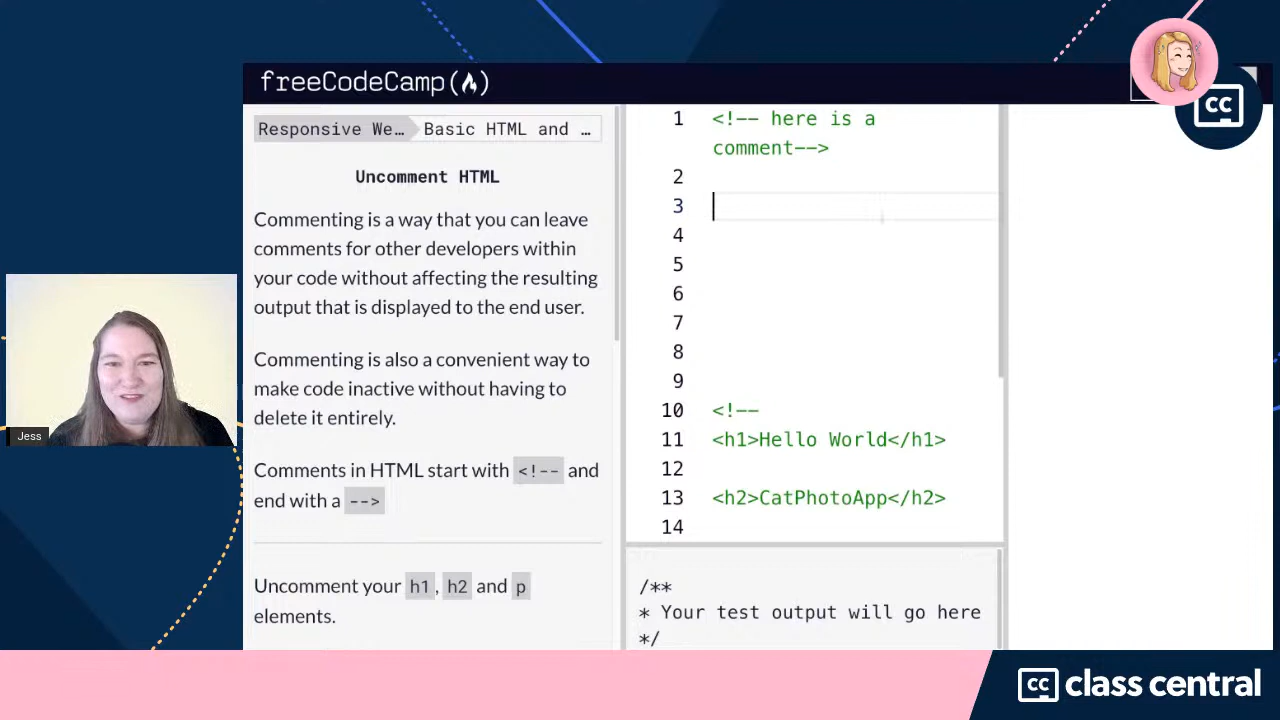 freeCodeCamp(🔥)
Responsive We… Basic HTML and …
Uncomment HTML
Commenting is a way that you can leave
comments for other developers within
your code without affecting the resulting
output that is displayed to the end user.
Commenting is also a convenient way to
make code inactive without having to
delete it entirely.
Comments in HTML start with <!-- and
end with a -->
Uncomment your h1, h2 and p
elements.
1 <!-- here is a
comment-->
2
3
4
5
6
7
8
9
10 <!--
11 <h1>Hello World</h1>
12
13 <h2>CatPhotoApp</h2>
14
/**
* Your test output will go here
*/
CC
Jess
CC class central